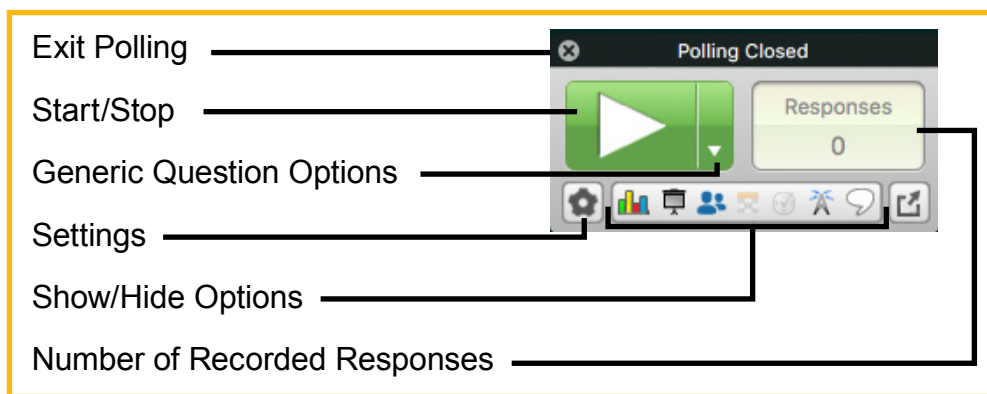 Exit Polling
Polling Closed
Start/Stop
Responses
0
Generic Question Options
Settings
Show/Hide Options
Number of Recorded Responses